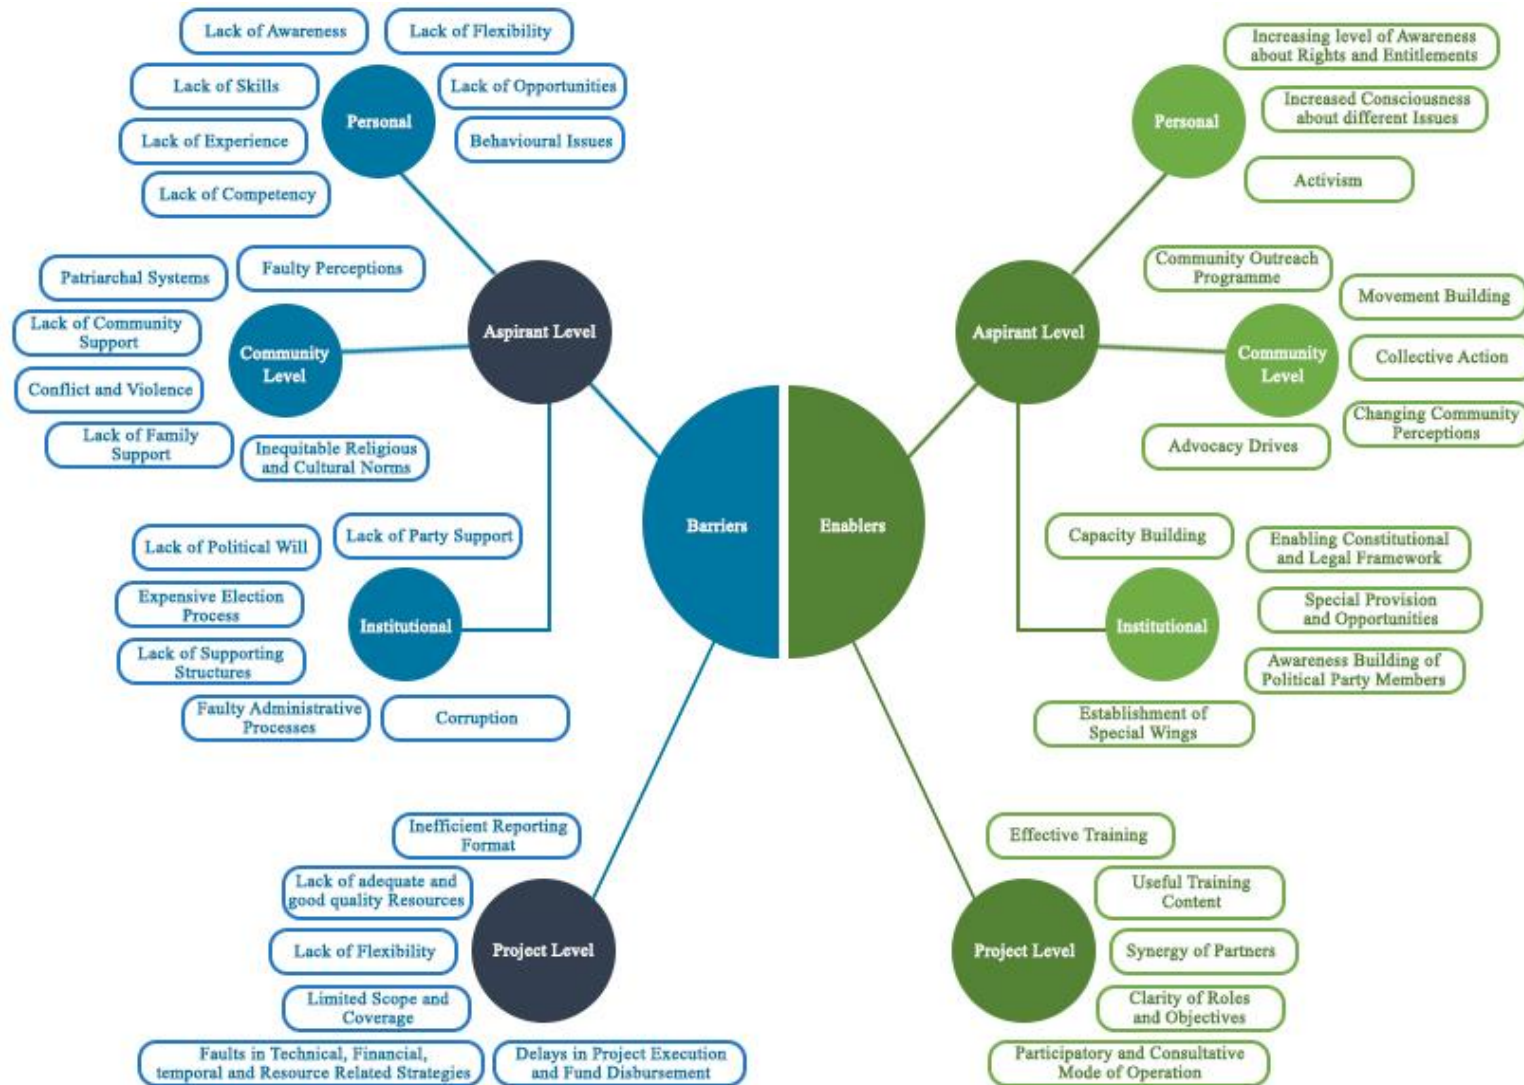 Lack of Awareness
Lack of Flexibility
Lack of Skills
Lack of Opportunities
Personal
Lack of Experience
Behavioural Issues
Lack of Competency
Patriarchal Systems
Faulty Perceptions
Lack of Community
Support
Aspirant Level
Community
Level
Conflict and Violence
Lack of Family
Support
Inequitable Religious
and Cultural Norms
Barriers
Lack of Political Will
Lack of Party Support
Expensive Election
Process
Institutional
Lack of Supporting
Structures
Faulty Administrative
Processes
Corruption
Inefficient Reporting
Format
Lack of adequate and
good quality Resources
Lack of Flexibility
Project Level
Limited Scope and
Coverage
Faults in Technical, Financial,
temporal and Resource Related Strategies
Delays in Project Execution
and Fund Disbursement
Increasing level of Awareness
about Rights and Entitlements
Personal
Increased Consciousness
about different Issues
Activism
Community Outreach
Programme
Movement Building
Aspirant Level
Community
Level
Collective Action
Changing Community
Perceptions
Advocacy Drives
Enablers
Capacity Building
Enabling Constitutional
and Legal Framework
Special Provision
and Opportunities
Institutional
Awareness Building of
Political Party Members
Establishment of
Special Wings
Effective Training
Useful Training
Content
Project Level
Synergy of Partners
Clarity of Roles
and Objectives
Participatory and Consultative
Mode of Operation